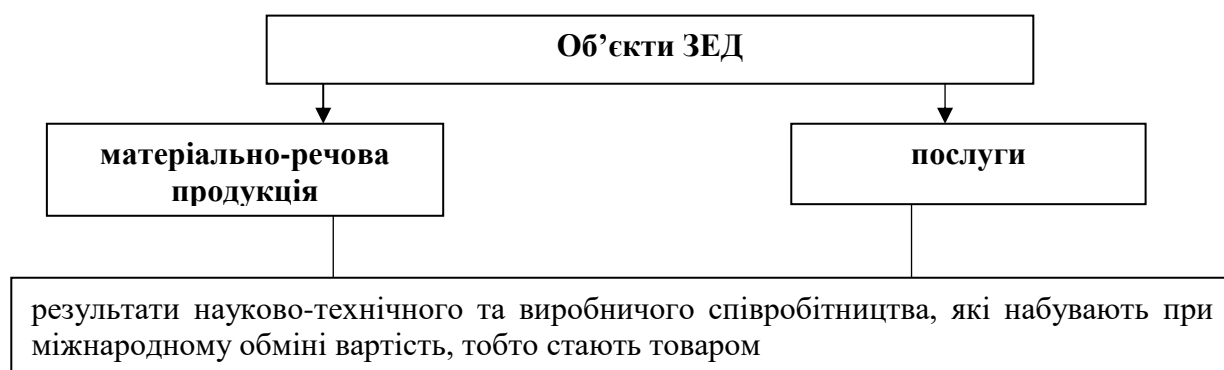 Об’єкти ЗЕД
матеріально-речова
продукція
послуги
результати науково-технічного та виробничого співробітництва, які набувають при
міжнародному обміні вартість, тобто стають товаром